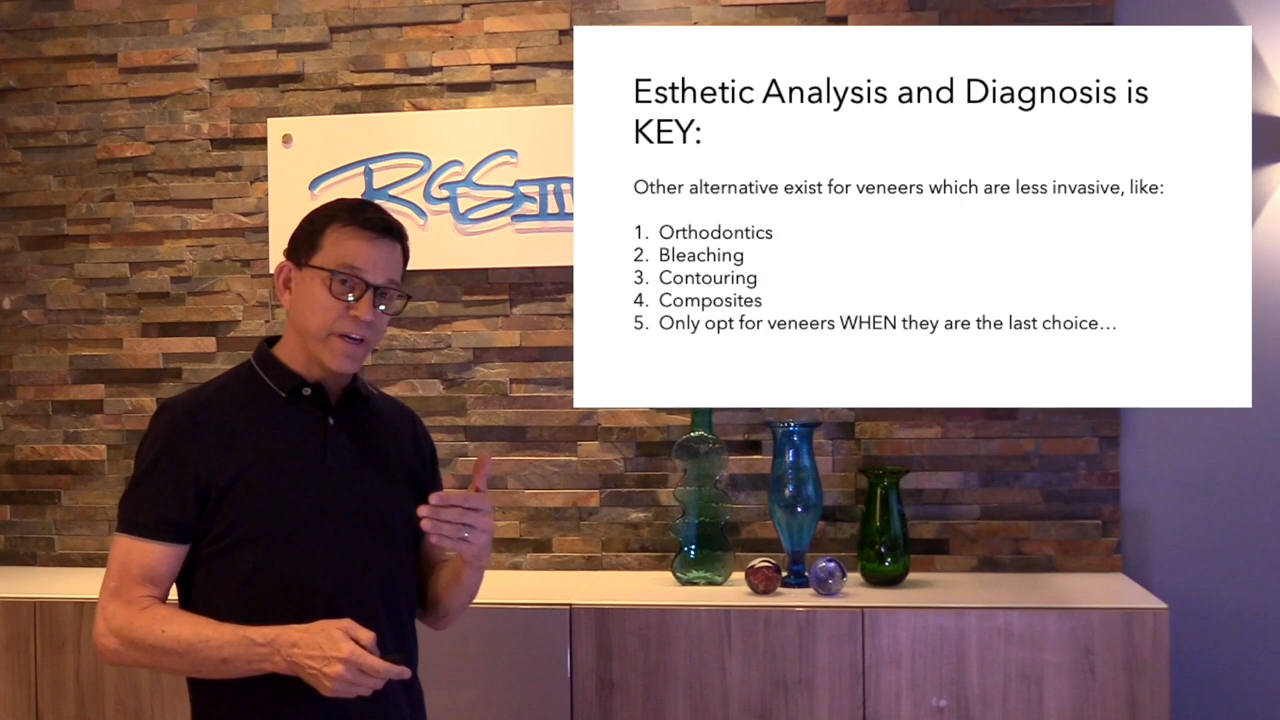 RGSIII
Esthetic Analysis and Diagnosis is
KEY:
Other alternative exist for veneers which are less invasive, like:
1. Orthodontics
2. Bleaching
3. Contouring
4. Composites
5. Only opt for veneers WHEN they are the last choice…